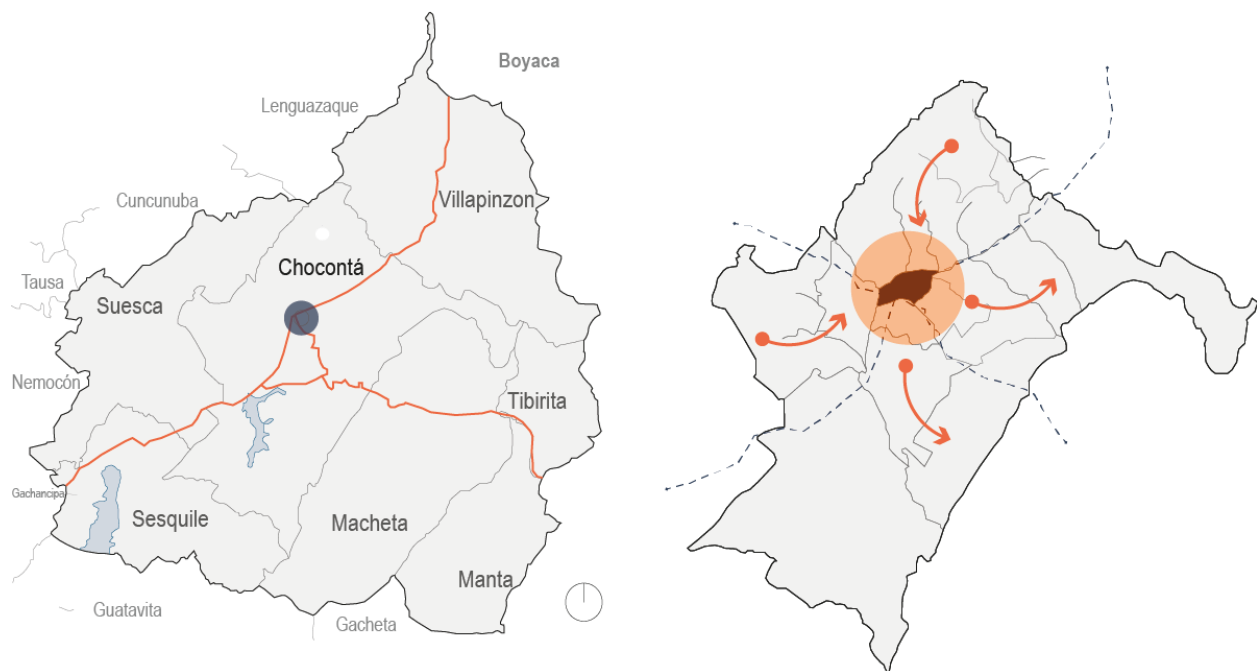 Boyaca
Lenguazaque
Cuncunuba
Villapinzon
Chocontá
Tausa
Suesca
Nemocón
Tibirita
Gachancipa
Sesquile
Macheta
Manta
Guatavita
Gacheta